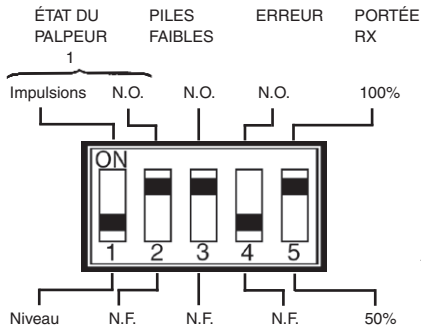 ÉTAT DU PILES ERREUR PORTÉE
PALPEUR FAIBLES RX
1
Impulsions N.O. N.O. N.O. 100%
ON
1 2 3 4 5
Niveau N.F. N.F. N.F. 50%